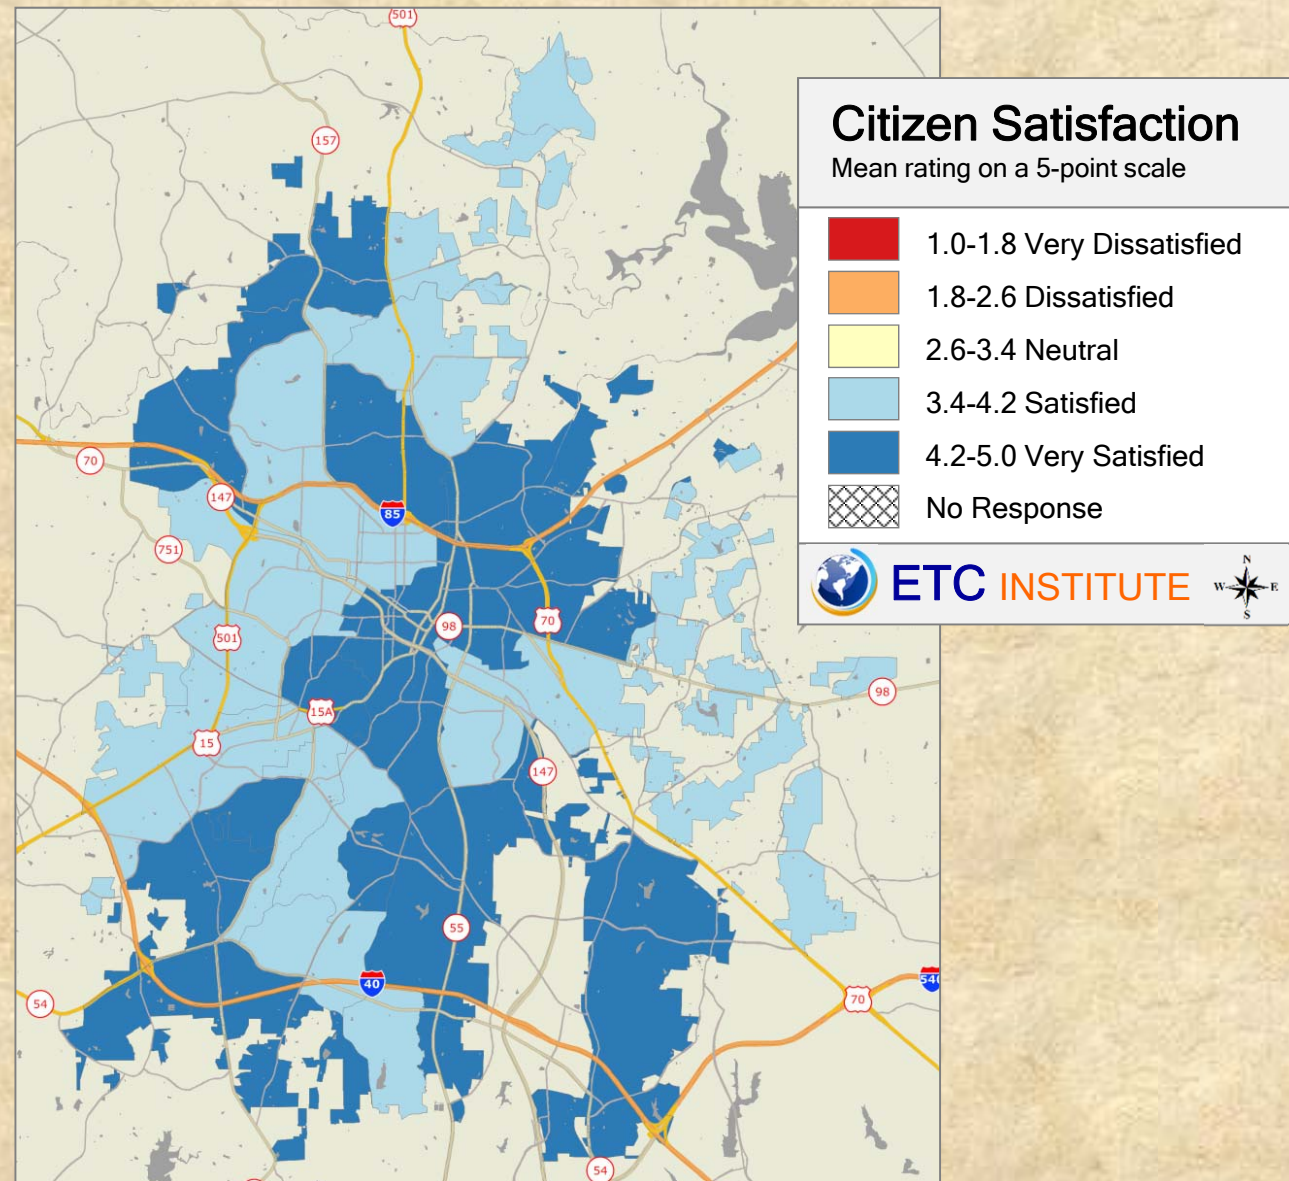 501
157
Citizen Satisfaction
Mean rating on a 5-point scale
1.0-1.8 Very Dissatisfied
1.8-2.6 Dissatisfied
2.6-3.4 Neutral
3.4-4.2 Satisfied
4.2-5.0 Very Satisfied
No Response
ETC INSTITUTE
N
W E
S
70
147
85
751
501
98
70
98
15A
15
147
55
40
54
70
540
54